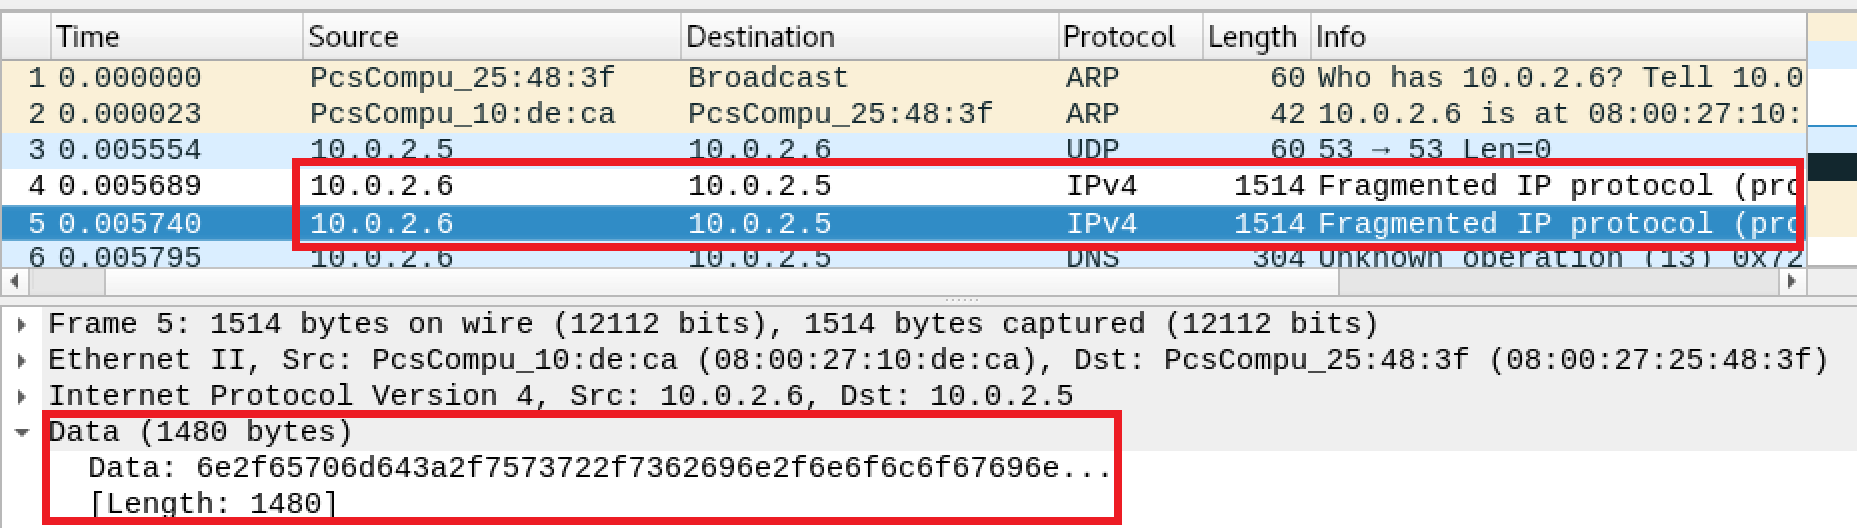 Time Source Destination Protocol Length Info
1 0.000000 PcsCompu_25:48:3f Broadcast ARP 60 Who has 10.0.2.6? Tell 10.0
2 0.000023 PcsCompu_10:de:ca PcsCompu_25:48:3f ARP 42 10.0.2.6 is at 08:00:27:10:
3 0.005554 10.0.2.5 10.0.2.6 UDP 60 53 → 53 Len=0
4 0.005689 10.0.2.6 10.0.2.5 IPv4 1514 Fragmented IP protocol (pro
5 0.005740 10.0.2.6 10.0.2.5 IPv4 1514 Fragmented IP protocol (pro
6 0.005795 10.0.2.6 10.0.2.5 DNS 304 Unknown operation (13) 0x72
Frame 5: 1514 bytes on wire (12112 bits), 1514 bytes captured (12112 bits)
Ethernet II, Src: PcsCompu_10:de:ca (08:00:27:10:de:ca), Dst: PcsCompu_25:48:3f (08:00:27:25:48:3f)
Internet Protocol Version 4, Src: 10.0.2.6, Dst: 10.0.2.5
Data (1480 bytes)
Data: 6e2f65706d643a2f7573722f7362696e2f6e6f6c6f67696e...
[Length: 1480]